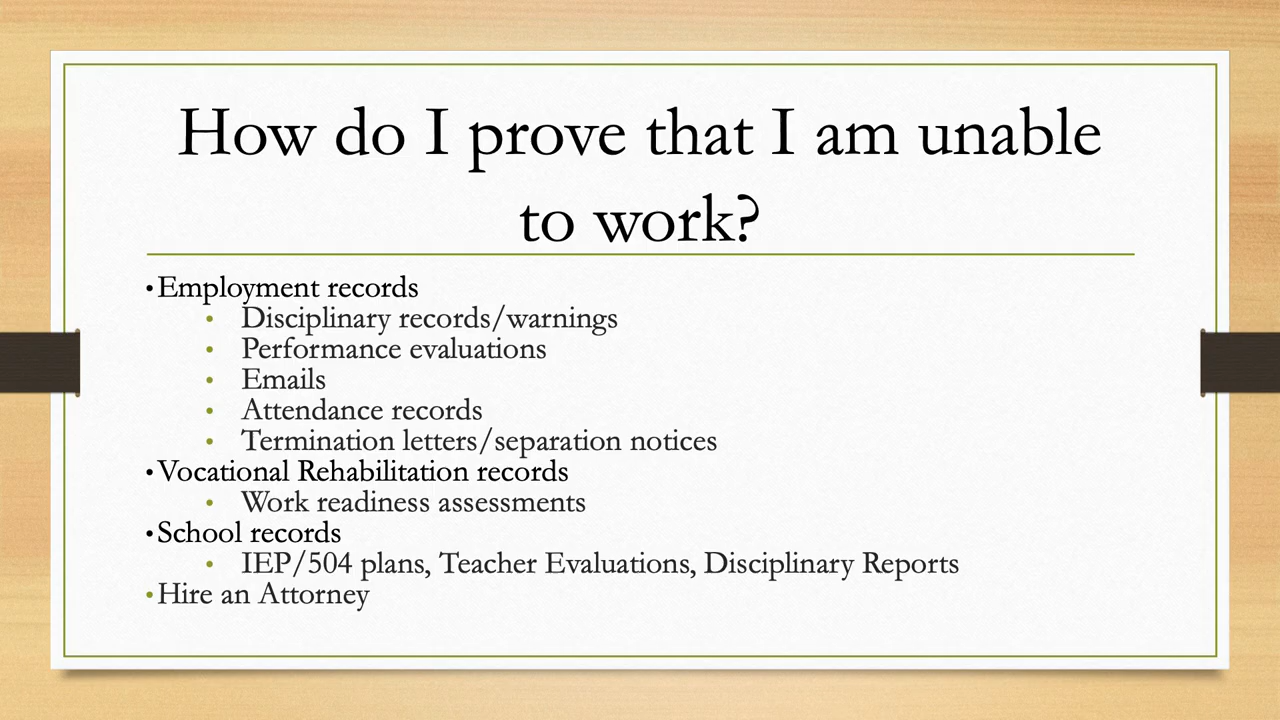 How do I prove that I am unable
to work?
• Employment records
• Disciplinary records/warnings
• Performance evaluations
• Emails
• Attendance records
• Termination letters/separation notices
• Vocational Rehabilitation records
• Work readiness assessments
• School records
• IEP/504 plans, Teacher Evaluations, Disciplinary Reports
• Hire an Attorney